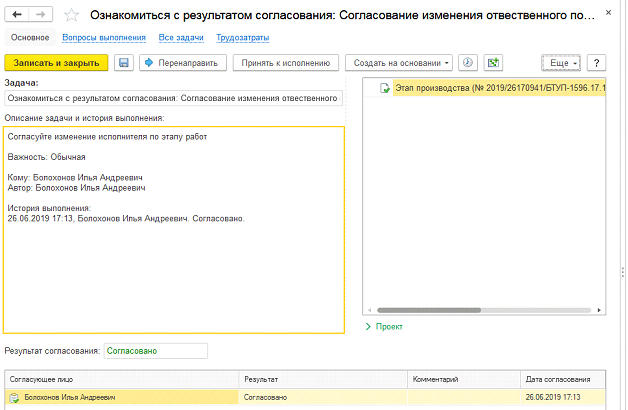 Ознакомиться с результатом согласования: Согласование изменения отвественного по...
Основное Вопросы выполнения Все задачи Трудозатраты
Записать и закрыть Перенаправить Принять к исполнению Создать на основании Еще ?
Задача:
Ознакомиться с результатом согласования: Согласование изменения отвественного
Этап производства (№ 2019/26170941/БТУП-1596.17.1
Описание задачи и история выполнения:
Согласуйте изменение исполнителя по этапу работ
Важность: Обычная
Кому: Болохонов Илья Андреевич
Автор: Болохонов Илья Андреевич
История выполнения:
26.06.2019 17:13, Болохонов Илья Андреевич. Согласовано.
Проект
Результат согласования: Согласовано
Согласующее лицо Результат Комментарий Дата согласования
Болохонов Илья Андреевич Согласовано 26.06.2019 17:13